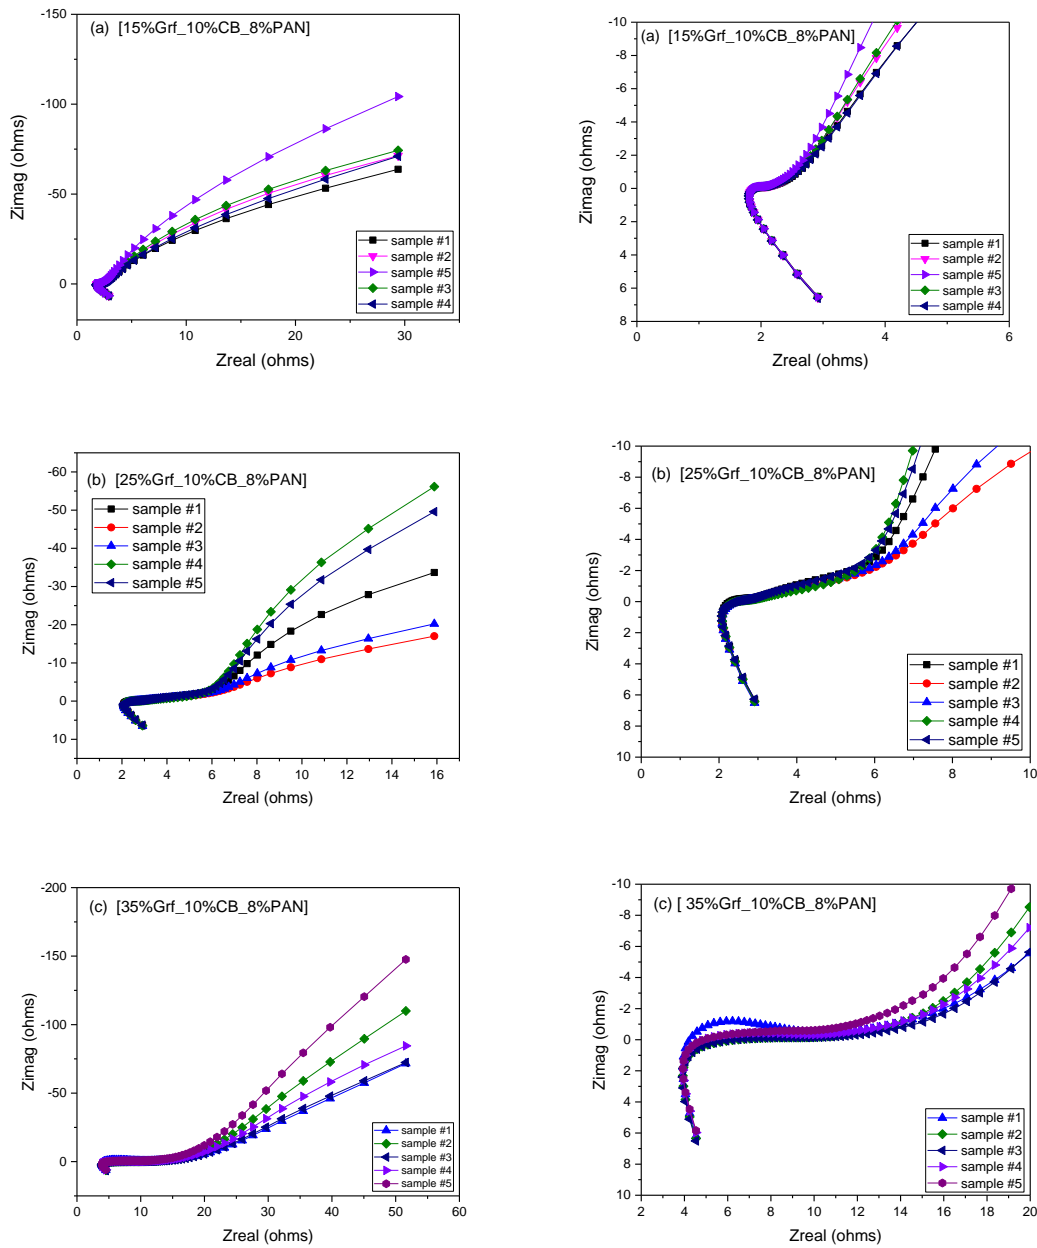 (a) [15%Grf_10%CB_8%PAN]
Zimag (ohms)
-150
-100
-50
0
0
10
20
30
Zreal (ohms)
sample #1
sample #2
sample #5
sample #3
sample #4
(a) [15%Grf_10%CB_8%PAN]
Zimag (ohms)
-10
-8
-6
-4
-2
0
2
4
6
8
0
2
4
6
Zreal (ohms)
sample #1
sample #2
sample #5
sample #3
sample #4
(b) [25%Grf_10%CB_8%PAN]
Zimag (ohms)
-60
-50
-40
-30
-20
-10
0
10
0
2
4
6
8
10
12
14
16
Zreal (ohms)
sample #1
sample #2
sample #3
sample #4
sample #5
(b) [25%Grf_10%CB_8%PAN]
Zimag (ohms)
-10
-8
-6
-4
-2
0
2
4
6
8
10
0
2
4
6
8
10
Zreal (ohms)
sample #1
sample #2
sample #3
sample #4
sample #5
(c) [35%Grf_10%CB_8%PAN]
Zimag (ohms)
-200
-150
-100
-50
0
0
10
20
30
40
50
60
Zreal (ohms)
sample #1
sample #2
sample #3
sample #4
sample #5
(c) [ 35%Grf_10%CB_8%PAN]
Zimag (ohms)
-10
-8
-6
-4
-2
0
2
4
6
8
10
2
4
6
8
10
12
14
16
18
20
Zreal (ohms)
sample #1
sample #2
sample #3
sample #4
sample #5